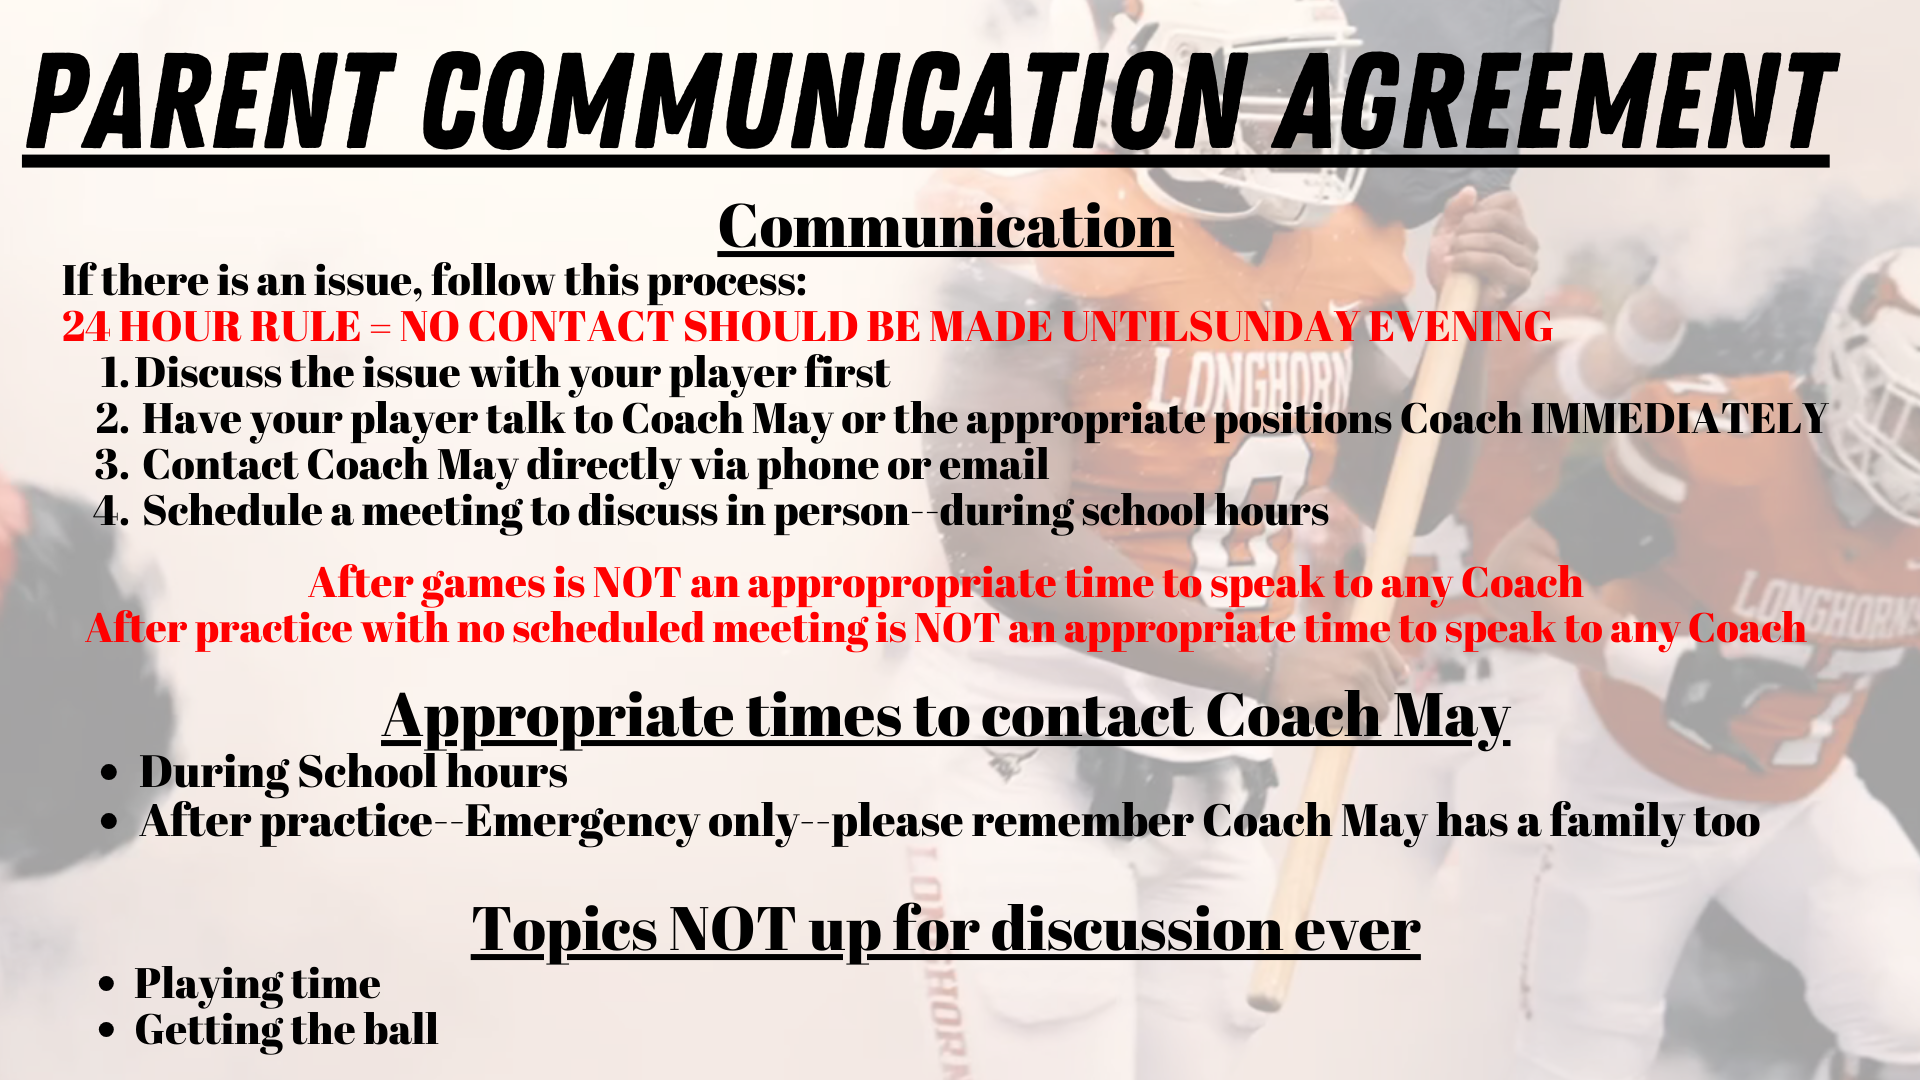 PARENT COMMUNICATION AGREEMENT
Communication
If there is an issue, follow this process:
24 HOUR RULE = NO CONTACT SHOULD BE MADE UNTILSUNDAY EVENING
1. Discuss the issue with your player first
2. Have your player talk to Coach May or the appropriate positions Coach IMMEDIATELY
3. Contact Coach May directly via phone or email
4. Schedule a meeting to discuss in person--during school hours
After games is NOT an appropropriate time to speak to any Coach
After practice with no scheduled meeting is NOT an appropriate time to speak to any Coach
Appropriate times to contact Coach May
• During School hours
• After practice--Emergency only--please remember Coach May has a family too
Topics NOT up for discussion ever
• Playing time
• Getting the ball
LONGHORN
0
LONGHORNS
LONGHORN